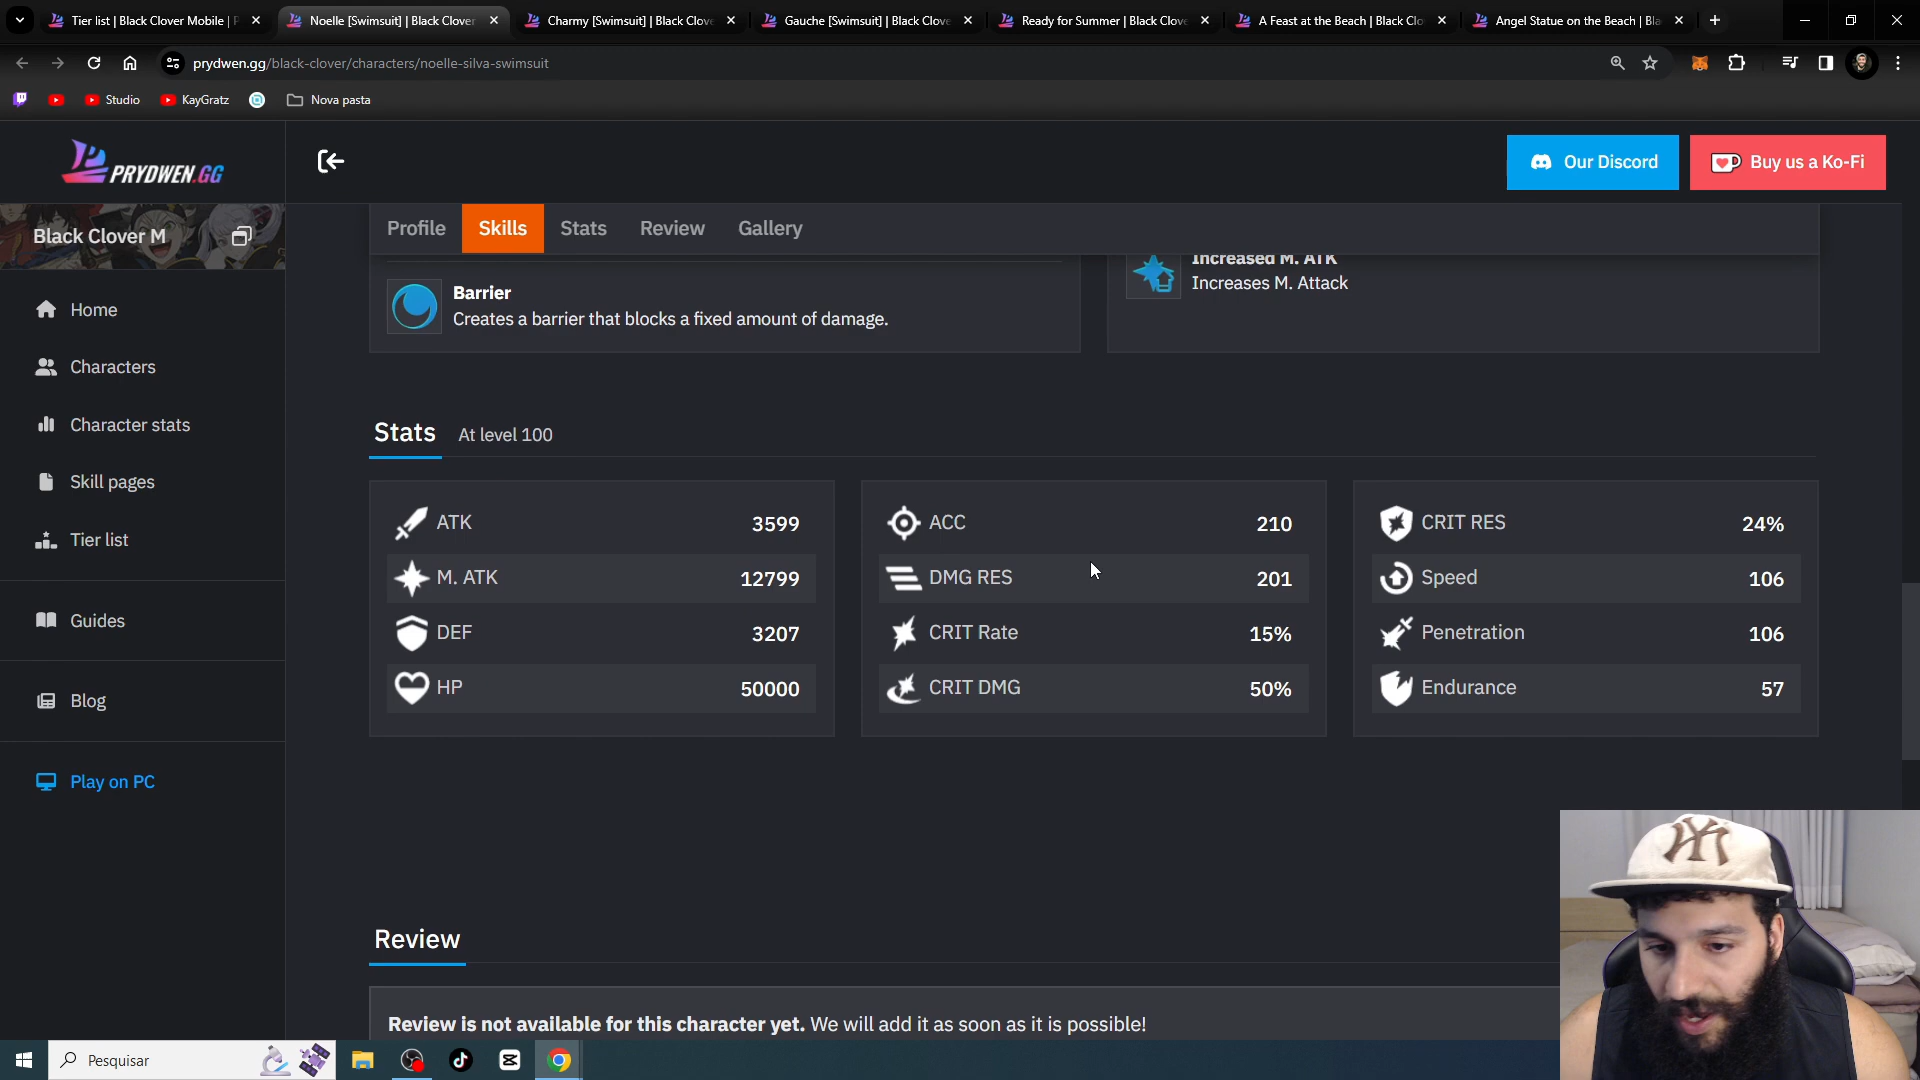 Tier list | Black Clover Mobile | P
Noelle [Swimsuit] | Black Clover
Charmy [Swimsuit] | Black Clove
Gauche [Swimsuit] | Black Clove
Ready for Summer | Black Clove
A Feast at the Beach | Black Clo
Angel Statue on the Beach | Bla
prydwen.gg/black-clover/characters/noelle-silva-swimsuit
Studio
KayGratz
Nova pasta
PRYDWEN.GG
Our Discord
Buy us a Ko-Fi
Black Clover M
Home
Characters
Character stats
Skill pages
Tier list
Guides
Blog
Play on PC
Profile
Skills
Stats
Review
Gallery
Barrier
Creates a barrier that blocks a fixed amount of damage.
Increased M. ATK
Increases M. Attack
Stats
At level 100
ATK 3599
M. ATK 12799
DEF 3207
HP 50000
ACC 210
DMG RES 201
CRIT Rate 15%
CRIT DMG 50%
CRIT RES 24%
Speed 106
Penetration 106
Endurance 57
Review
Review is not available for this character yet. We will add it as soon as it is possible!
Pesquisar
NY